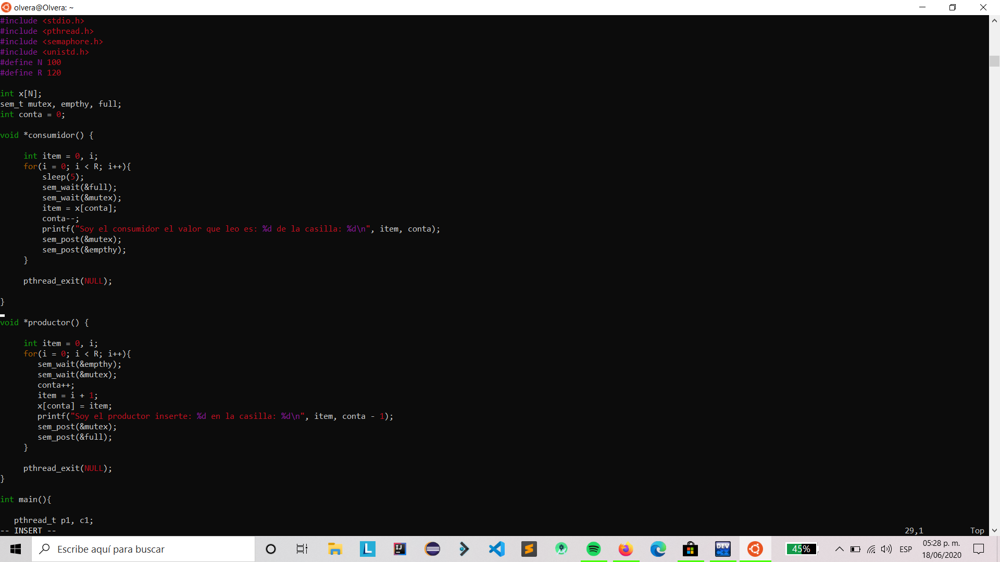 olvera@Olvera: ~
#include <stdio.h>
#include <pthread.h>
#include <semaphore.h>
#include <unistd.h>
#define N 100
#define R 120
int x[N];
sem_t mutex, empthy, full;
int conta = 0;
void *consumidor() {
int item = 0, i;
for(i = 0; i < R; i++){
sleep(5);
sem_wait(&full);
sem_wait(&mutex);
item = x[conta];
conta--;
printf("Soy el consumidor el valor que leo es: %d de la casilla: %d\n", item, conta);
sem_post(&mutex);
sem_post(&empthy);
}
pthread_exit(NULL);
}
void *productor() {
int item = 0, i;
for(i = 0; i < R; i++){
sem_wait(&empthy);
sem_wait(&mutex);
conta++;
item = i + 1;
x[conta] = item;
printf("Soy el productor inserte: %d en la casilla: %d\n", item, conta - 1);
sem_post(&mutex);
sem_post(&full);
}
pthread_exit(NULL);
}
int main(){
pthread_t p1, c1;
-- INSERT -- 29,1 Top
Escribe aquí para buscar
L
IJ
DEV C++
45%
ESP
05:28 p. m.
18/06/2020